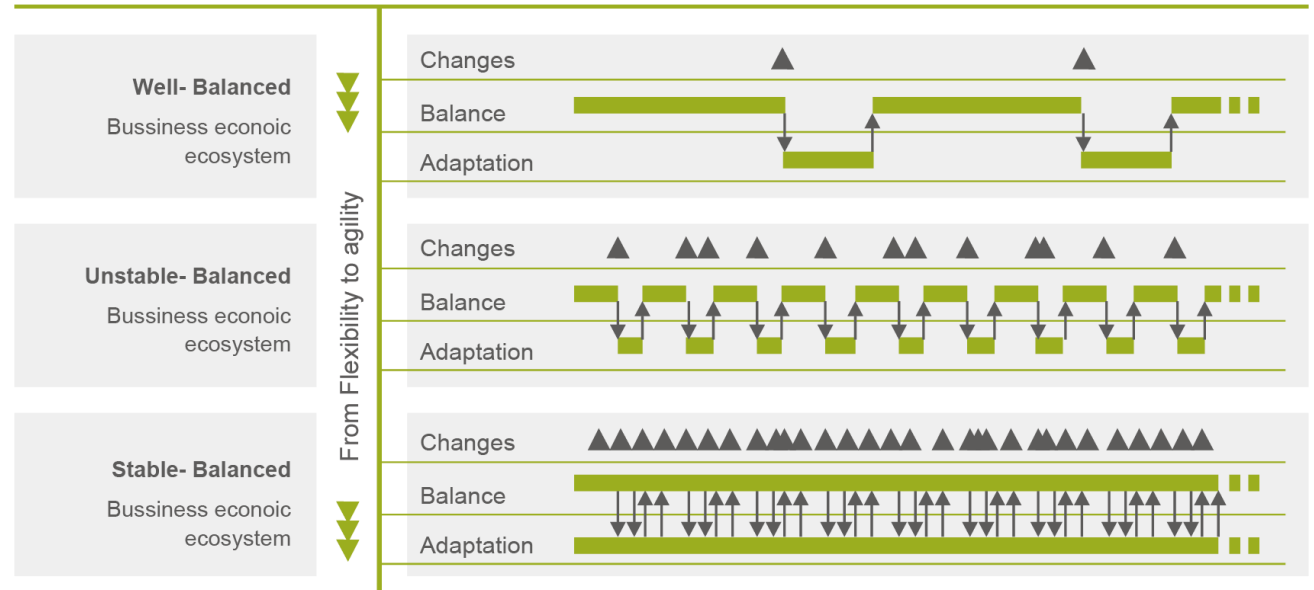 Well- Balanced
Bussiness econoic
ecosystem
Changes
Balance
Adaptation
From Flexibility to agility
Unstable- Balanced
Bussiness econoic
ecosystem
Changes
Balance
Adaptation
Stable- Balanced
Bussiness econoic
ecosystem
Changes
Balance
Adaptation